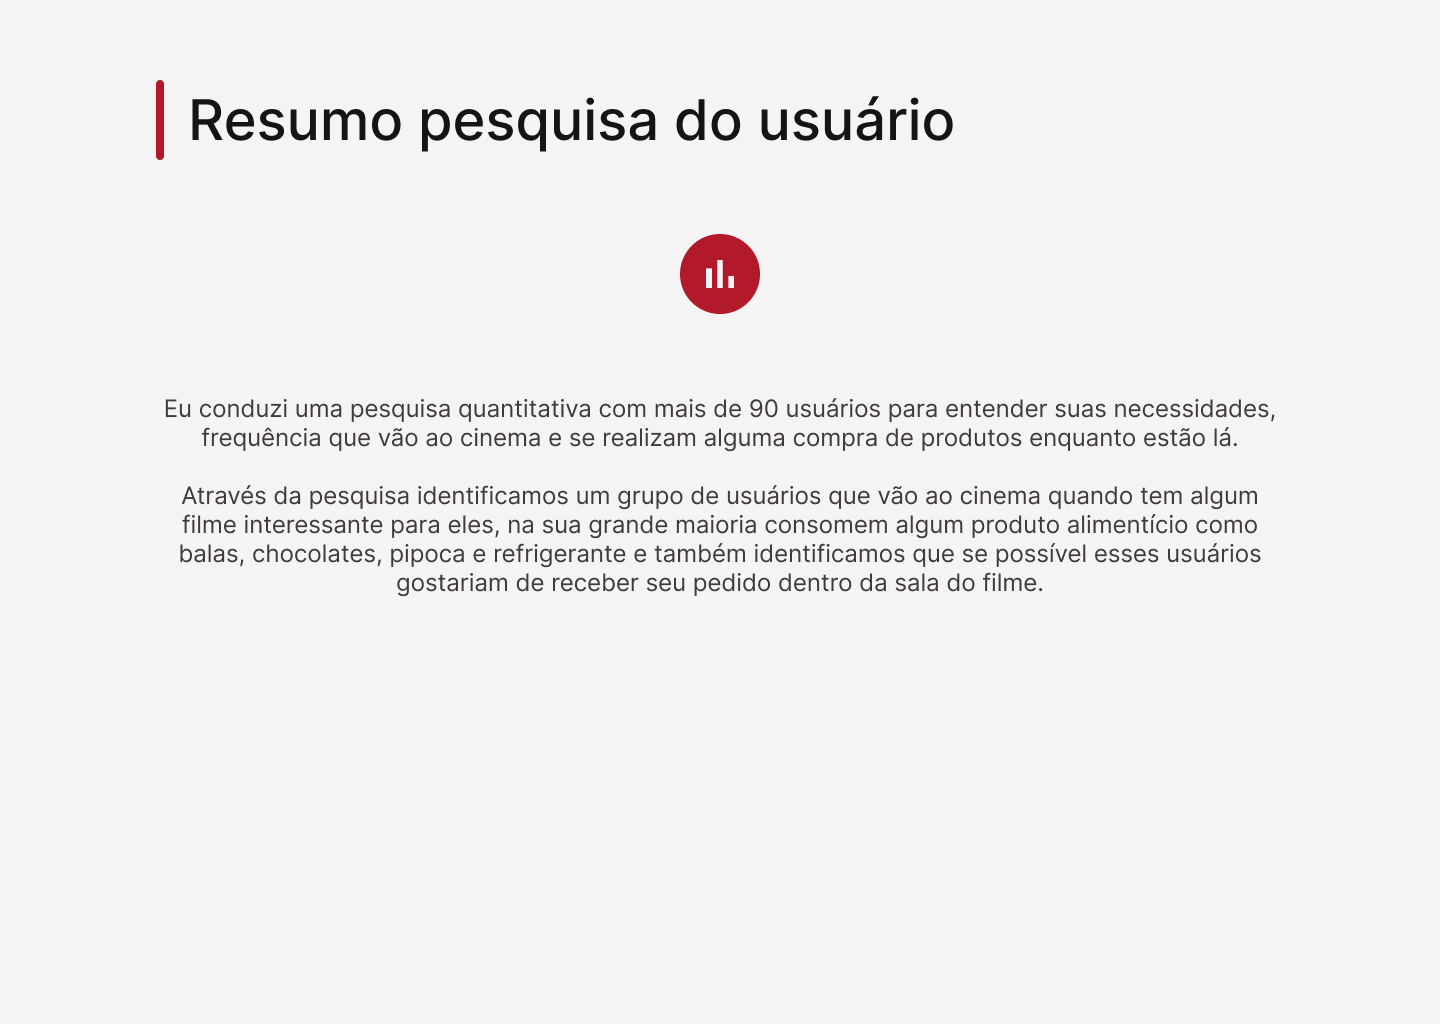 Resumo pesquisa do usuário
Eu conduzi uma pesquisa quantitativa com mais de 90 usuários para entender suas necessidades,
frequência que vão ao cinema e se realizam alguma compra de produtos enquanto estão lá.
Através da pesquisa identificamos um grupo de usuários que vão ao cinema quando tem algum
filme interessante para eles, na sua grande maioria consomem algum produto alimentício como
balas, chocolates, pipoca e refrigerante e também identificamos que se possível esses usuários
gostariam de receber seu pedido dentro da sala do filme.